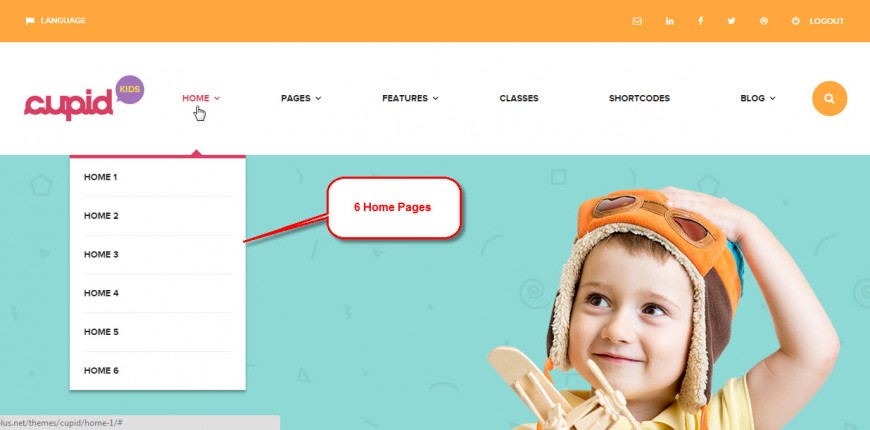 LANGUAGE
LOGOUT
cupid
KIDS
HOME
PAGES
FEATURES
CLASSES
SHORTCODES
BLOG
HOME 1
HOME 2
HOME 3
HOME 4
HOME 5
HOME 6
6 Home Pages
elus.net/themes/cupid/home-1/#